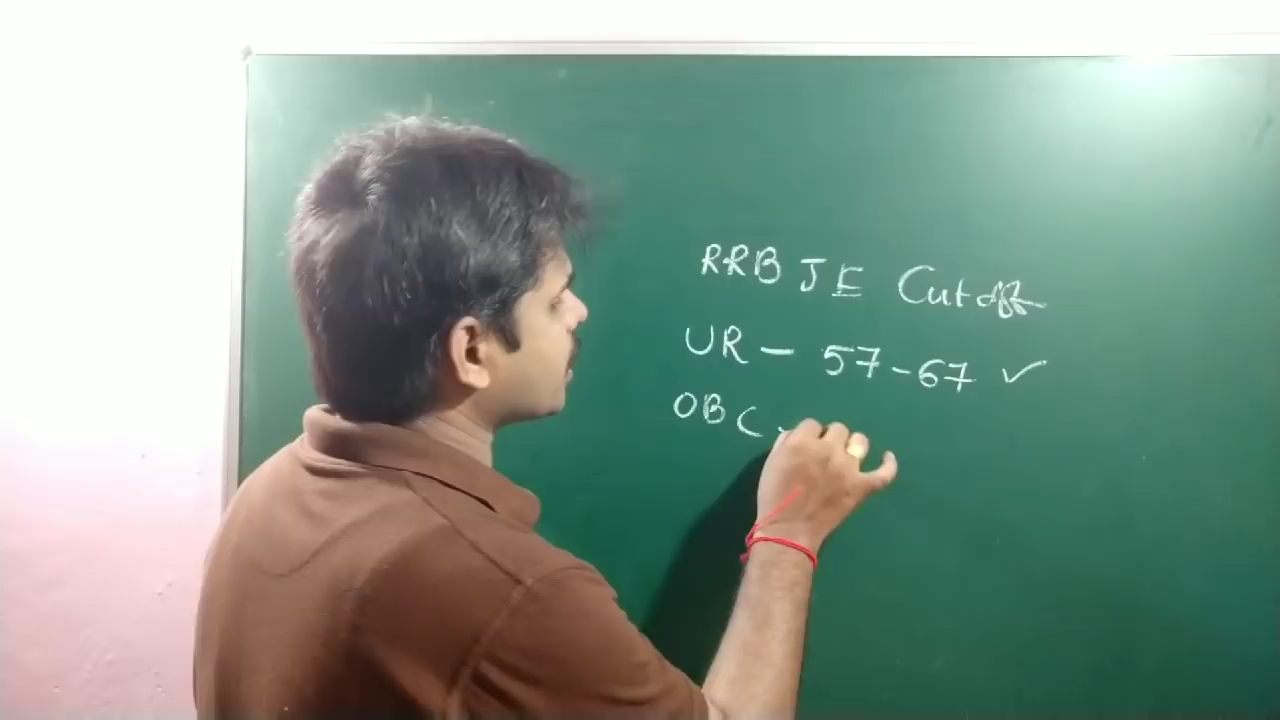 RRB JE Cutoff
UR - 57-67 ✓
OBC -